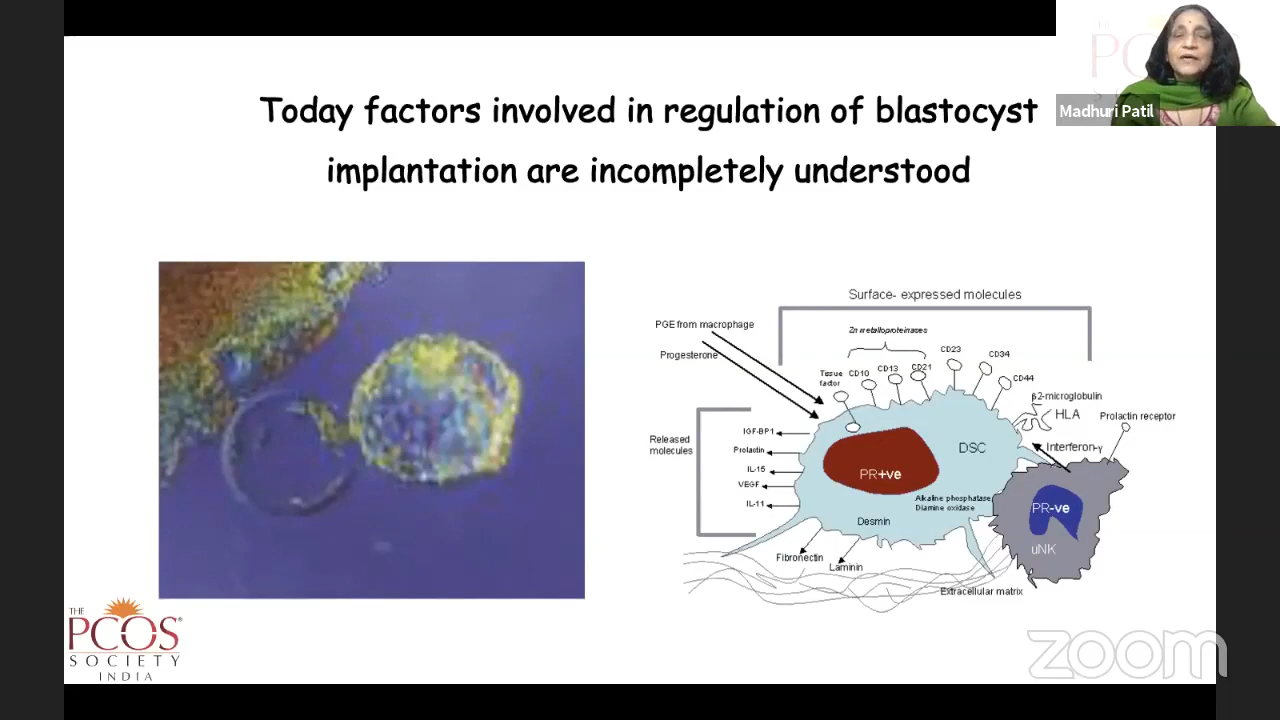 Today factors involved in regulation of blastocyst
implantation are incompletely understood
Madhuri Patil
Surface- expressed molecules
PGE from macrophage
Progesterone
Zn metalloproteinases
Tissue
factor
CD10
CD13
CD21
CD23
CD34
CD44
β2-microglobulin
HLA
Prolactin receptor
Interferon-γ
Released
molecules
IGF-BP1
Prolactin
IL-15
VEGF
IL-11
DSC
PR+ve
Alkaline phosphatase
Diamine oxidase
Desmin
PR-ve
uNK
Fibronectin
Laminin
Extracellular matrix
THE
PCOS
SOCIETY
INDIA
zoom